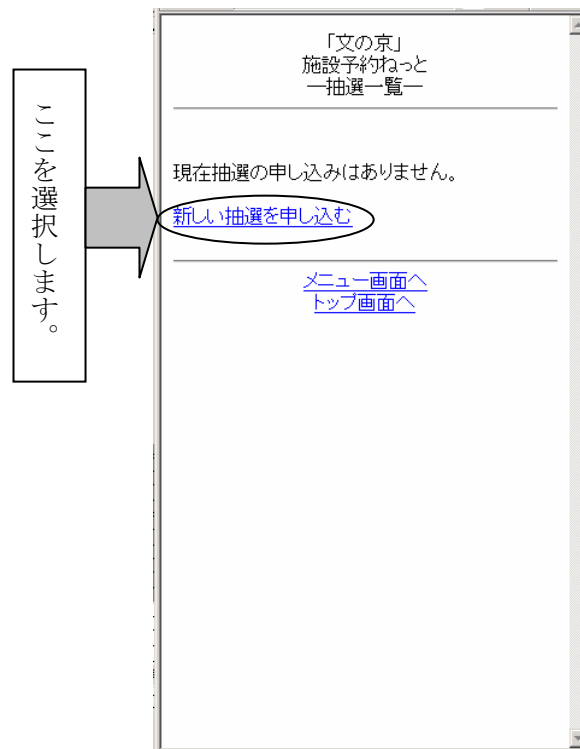 「文の京」
施設予約ねっと
―抽選一覧―
ここを選択します。
現在抽選の申し込みはありません。
新しい抽選を申し込む
メニュー画面へ
トップ画面へ